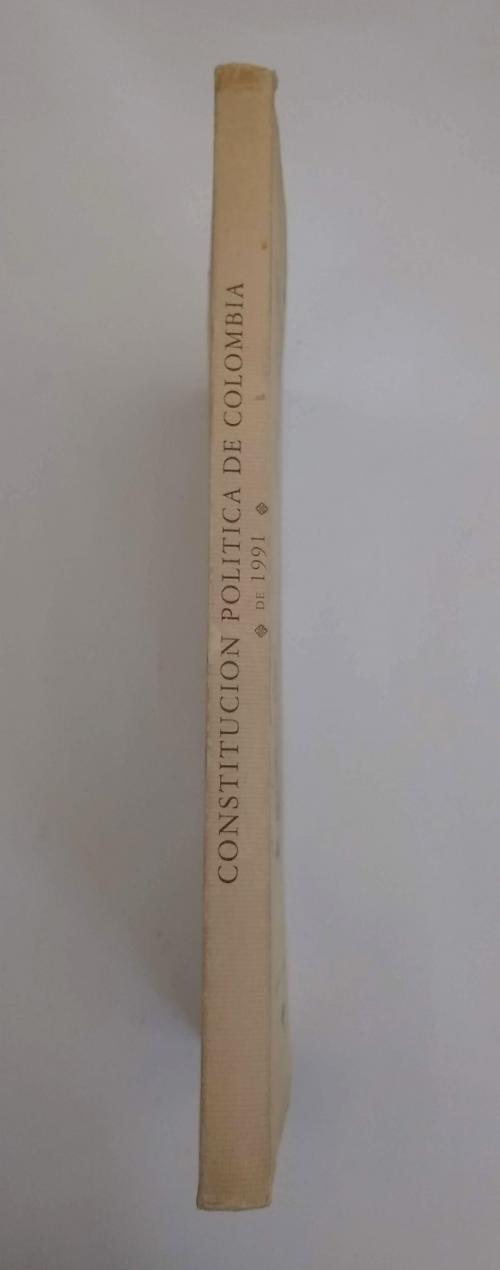 CONSTITUCION POLITICA DE COLOMBIA
DE 1991